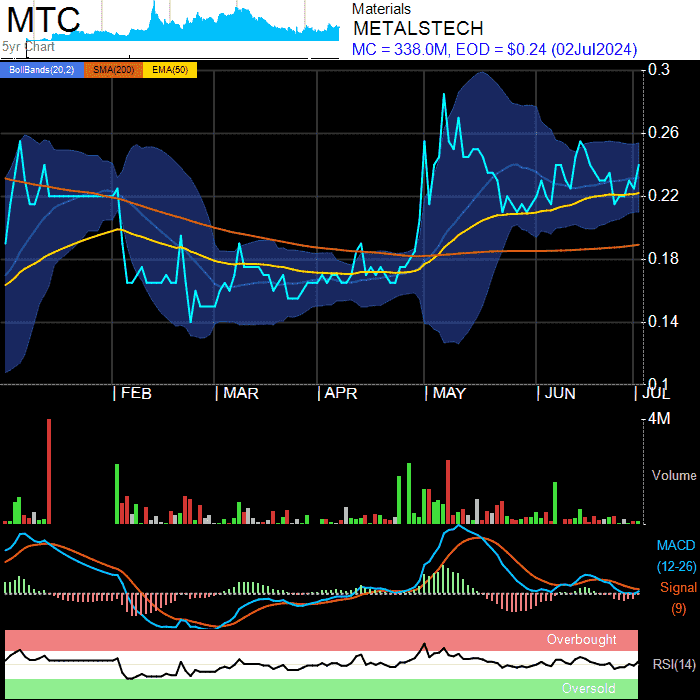 MTC
5yr Chart
Materials
METALSTECH
MC = 338.0M, EOD = $0.24 (02Jul2024)
BollBands(20,2) SMA(200) EMA(50)
0.3
0.26
0.22
0.18
0.14
0.1
| FEB | MAR | APR | MAY | JUN | JUL
4M
Volume
MACD
(12-26)
Signal
(9)
Overbought
RSI(14)
Oversold